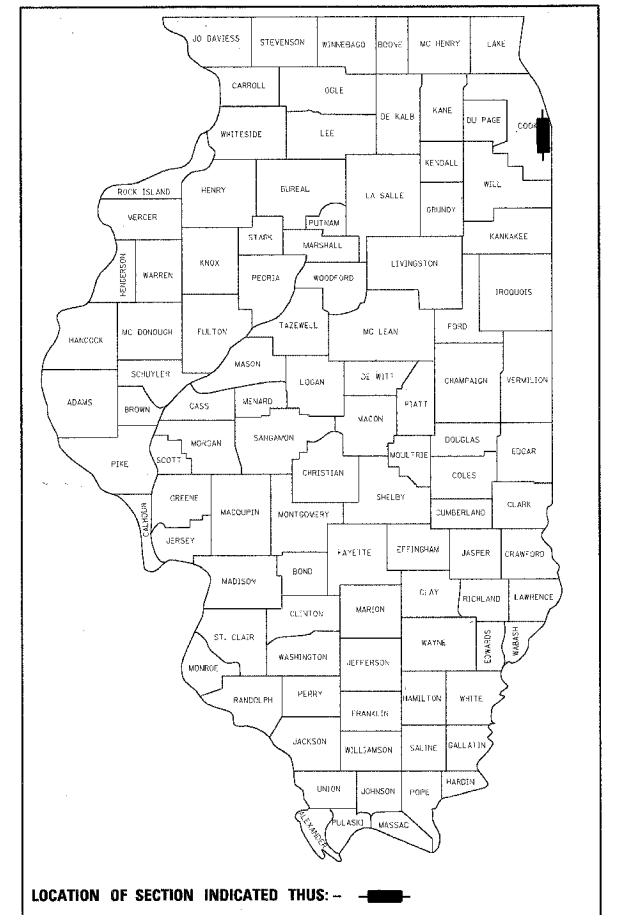 JO DAVIESS STEVENSON WINNEBAGO BOONE MC HENRY LAKE
CARROLL OGLE DE KALB KANE DU PAGE COOK
WHITESIDE LEE
KENDALL
ROCK ISLAND HENRY BUREAU LA SALLE GRUNDY WILL
MERCER PUTNAM KANKAKEE
HENDERSON WARREN KNOX STARK MARSHALL
PEORIA WOODFORD LIVINGSTON IROQUOIS
HANCOCK MC DONOUGH FULTON TAZEWELL MC LEAN FORD
SCHUYLER MASON LOGAN DE WITT CHAMPAIGN VERMILION
ADAMS BROWN CASS MENARD MACON PIATT
PIKE SCOTT MORGAN SANGAMON MOULTRIE DOUGLAS EDGAR
CHRISTIAN COLES
CALHOUN GREENE MACOUPIN MONTGOMERY SHELBY CUMBERLAND CLARK
JERSEY FAYETTE EFFINGHAM JASPER CRAWFORD
MADISON BOND CLAY RICHLAND LAWRENCE
CLINTON MARION
ST. CLAIR WAYNE EDWARDS WABASH
MONROE WASHINGTON JEFFERSON
RANDOLPH PERRY FRANKLIN HAMILTON WHITE
JACKSON WILLIAMSON SALINE GALLATIN
UNION JOHNSON POPE HARDIN
ALEXANDER PULASKI MASSAC
LOCATION OF SECTION INDICATED THUS: -